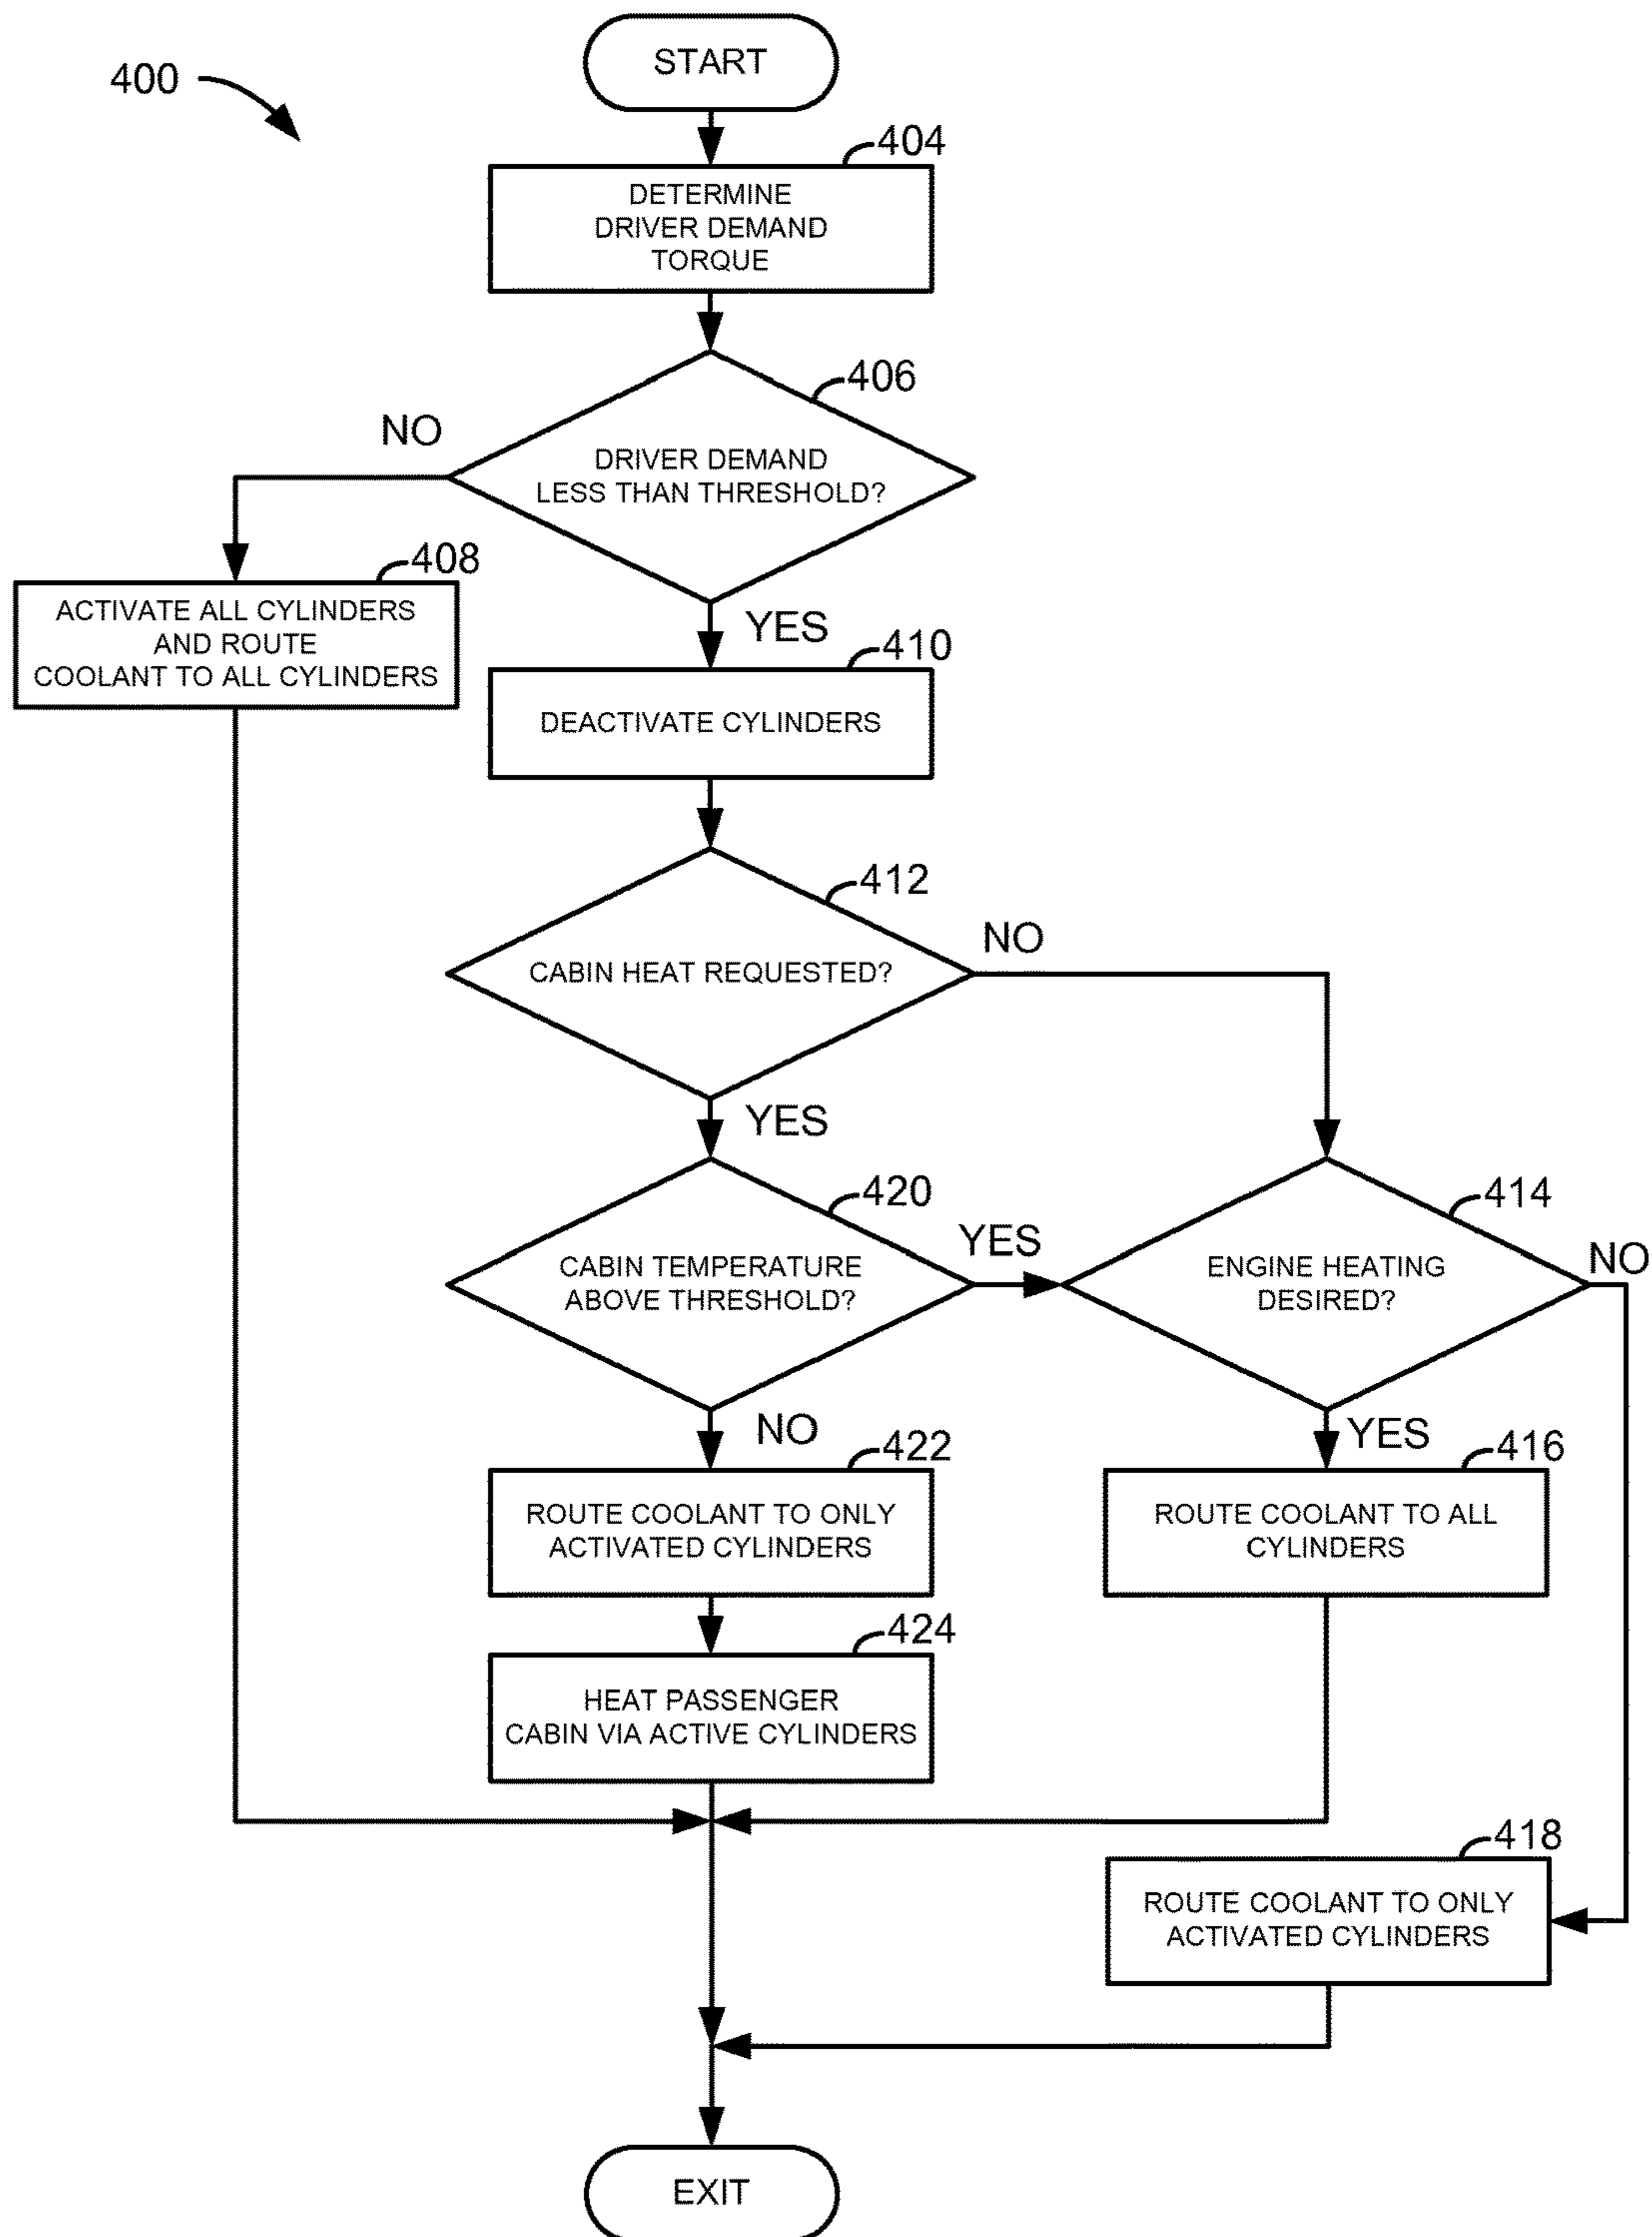 START
400
404
DETERMINE
DRIVER DEMAND
TORQUE
406
NO
DRIVER DEMAND
LESS THAN THRESHOLD?
408
ACTIVATE ALL CYLINDERS
AND ROUTE
COOLANT TO ALL CYLINDERS
YES
410
DEACTIVATE CYLINDERS
412
NO
CABIN HEAT REQUESTED?
YES
420
414
YES
NO
CABIN TEMPERATURE
ABOVE THRESHOLD?
ENGINE HEATING
DESIRED?
NO
YES
422
416
ROUTE COOLANT TO ONLY
ACTIVATED CYLINDERS
ROUTE COOLANT TO ALL
CYLINDERS
424
HEAT PASSENGER
CABIN VIA ACTIVE CYLINDERS
418
ROUTE COOLANT TO ONLY
ACTIVATED CYLINDERS
EXIT